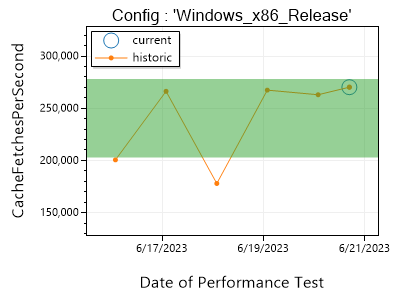 Config : 'Windows_x86_Release'
current
historic
CacheFetchesPerSecond
300,000
250,000
200,000
150,000
6/17/2023
6/19/2023
6/21/2023
Date of Performance Test